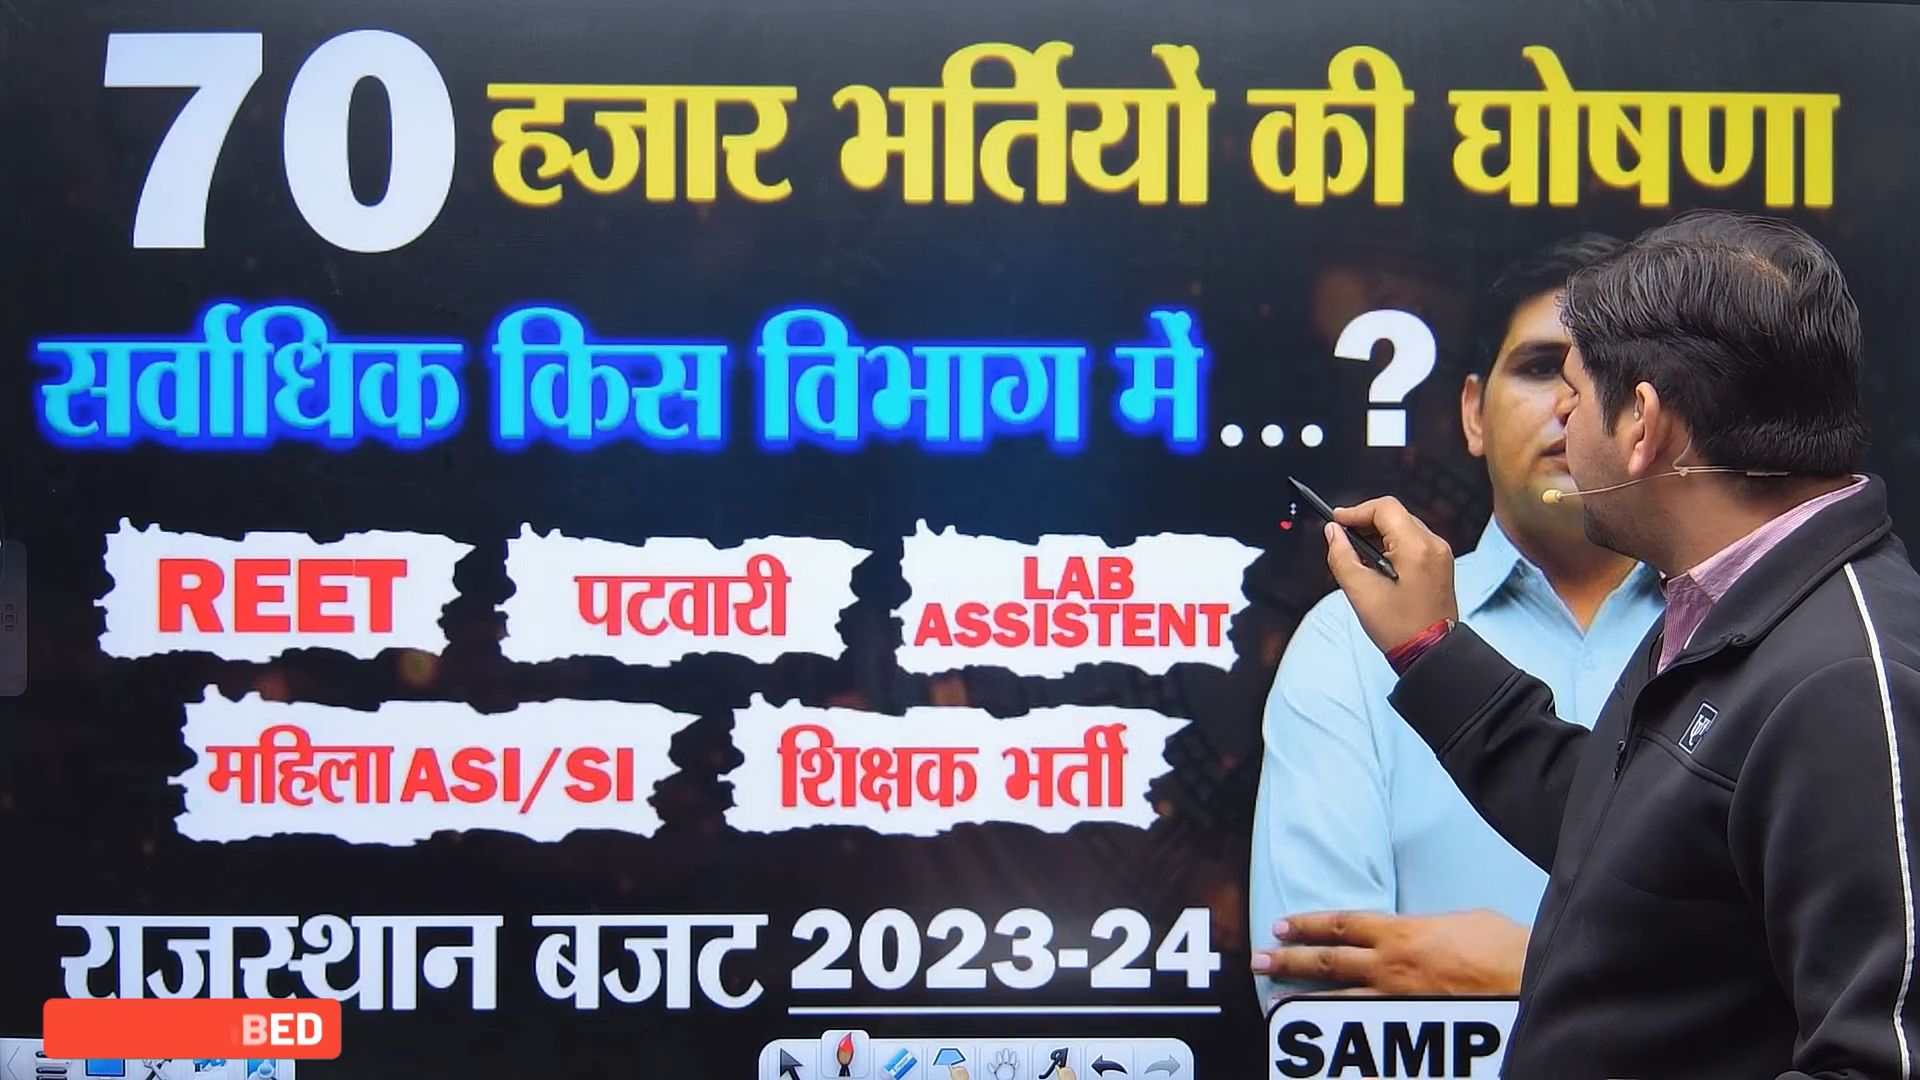 70 हजार भर्तियों की घोषणा
सर्वाधिक किस विभाग में...?
REET
पटवारी
LAB
ASSISTENT
महिला ASI/SI
शिक्षक भर्ती
राजस्थान बजट 2023-24
BED
SAMP